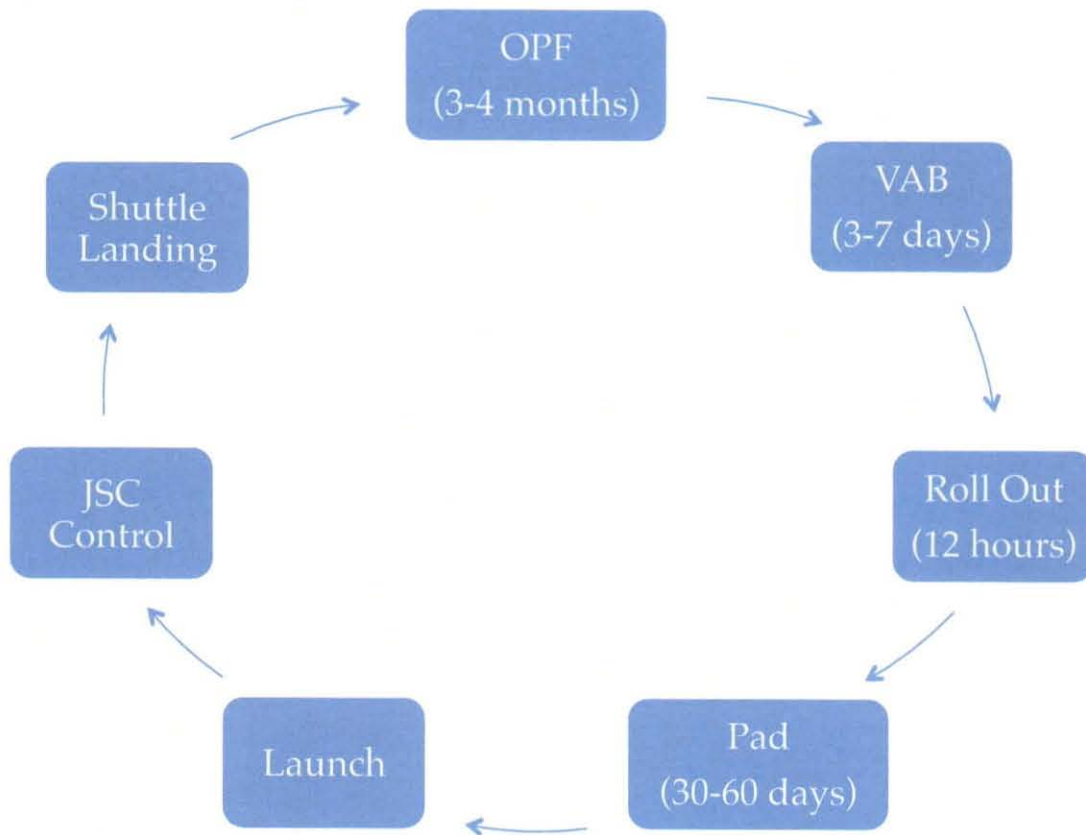 OPF
(3-4 months)
VAB
(3-7 days)
Roll Out
(12 hours)
Pad
(30-60 days)
Launch
JSC
Control
Shuttle
Landing